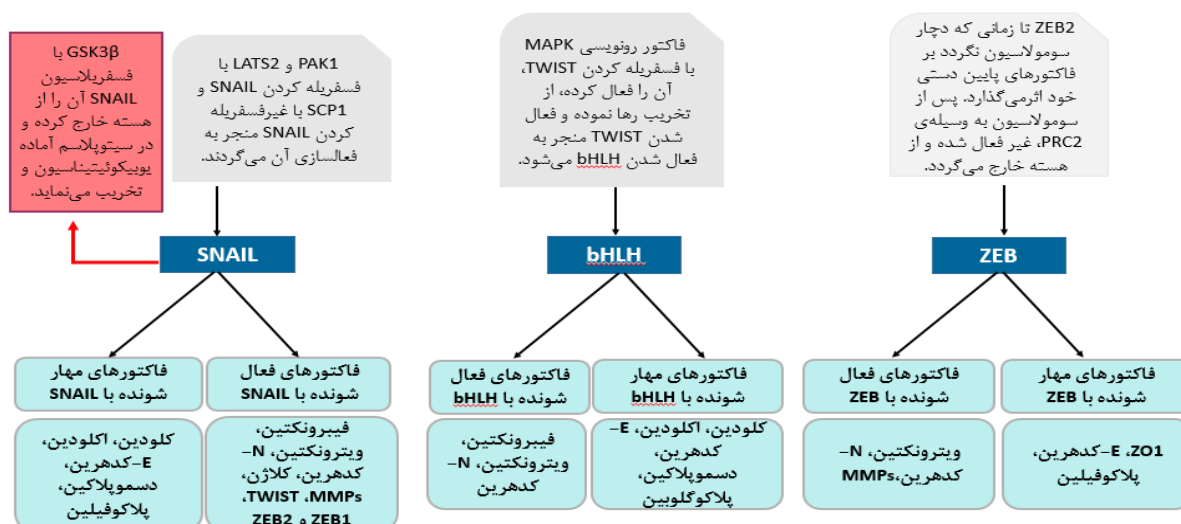 GSK3β با
فسفریلاسیون
SNAIL آن را از
هسته خارج کرده و
در سیتوپلاسم آماده
یوبیکوئیتیناسیون و
تخریب می‌نماید.
PAK1 و LATS2 با
فسفریله کردن SNAIL و
SCP1 با غیرفسفریله
کردن SNAIL منجر به
فعالسازی آن می‌گردند.
فاکتور رونویسی MAPK
با فسفریله کردن TWIST،
آن را فعال کرده، از
تخریب رها نموده و فعال
شدن TWIST منجر به
فعال شدن bHLH می‌شود.
ZEB2 تا زمانی که دچار
سومولاسیون نگردد بر
فاکتورهای پایین دستی
خود اثرمی‌گذارد. پس از
سومولاسیون به وسیله‌ی
PRC2، غیر فعال شده و از
هسته خارج می‌گردد.
SNAIL
bHLH
ZEB
فاکتورهای مهار
شونده با SNAIL
فاکتورهای فعال
شونده با SNAIL
فاکتورهای فعال
شونده با bHLH
فاکتورهای مهار
شونده با bHLH
فاکتورهای فعال
شونده با ZEB
فاکتورهای مهار
شونده با ZEB
کلودین، اکلودین،
E-کدهرین،
دسموپلاکین،
پلاکوفیلین
فیبرونکتین،
ویترونکتین، N-
کدهرین، کلاژن،
MMPs، TWIST،
ZEB1 و ZEB2
فیبرونکتین،
ویترونکتین، N-
کدهرین
کلودین، اکلودین، E-
کدهرین،
دسموپلاکین،
پلاکوگلوبین
ویترونکتین، N-
کدهرین،MMPs
ZO1، E-کدهرین،
پلاکوفیلین